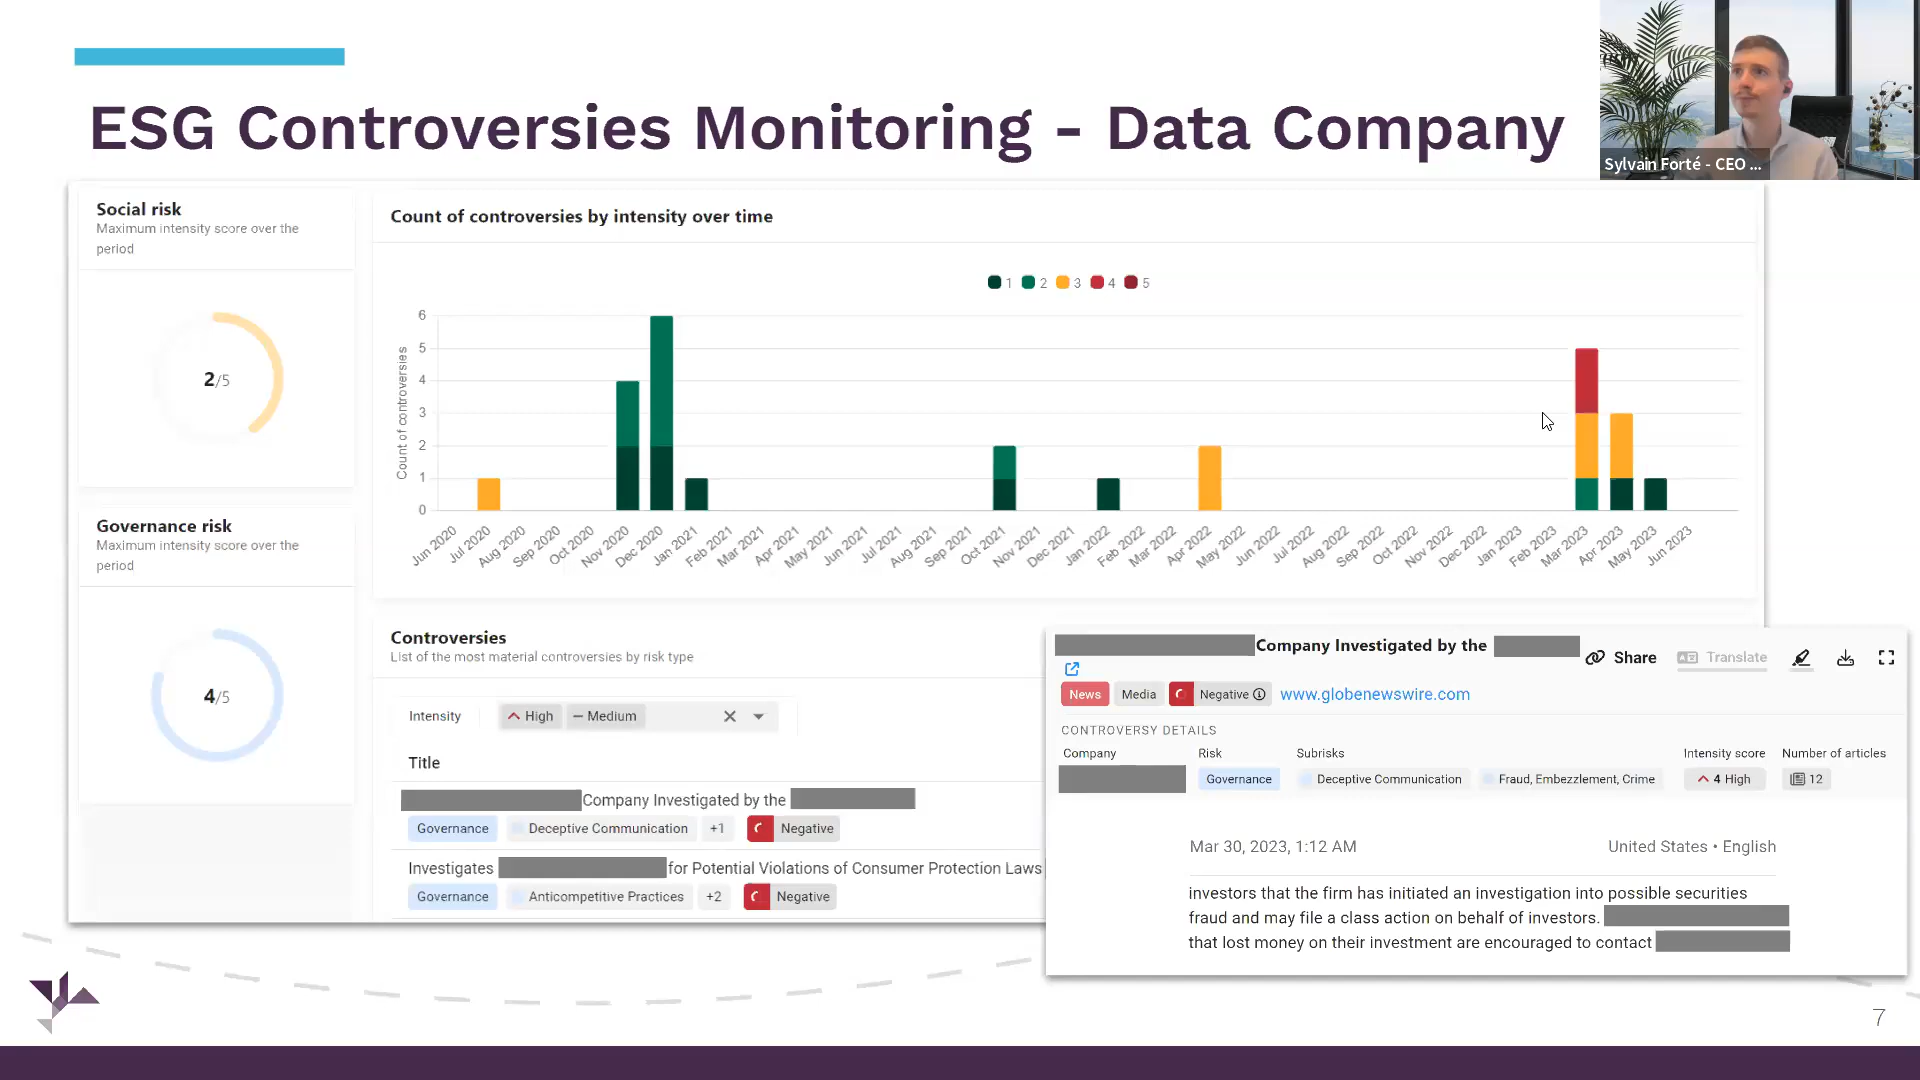 ESG Controversies Monitoring - Data Company
Sylvain Forté - CEO ...
Social risk
Maximum intensity score over the
period
2/5
Governance risk
Maximum intensity score over the
period
4/5
Count of controversies by intensity over time
1 2 3 4 5
Count of controversies
6
5
4
3
2
1
0
Jun 2020 Jul 2020 Aug 2020 Sep 2020 Oct 2020 Nov 2020 Dec 2020 Jan 2021 Feb 2021 Mar 2021 Apr 2021 May 2021 Jun 2021 Jul 2021 Aug 2021 Sep 2021 Oct 2021 Nov 2021 Dec 2021 Jan 2022 Feb 2022 Mar 2022 Apr 2022 May 2022 Jun 2022 Jul 2022 Aug 2022 Sep 2022 Oct 2022 Nov 2022 Dec 2022 Jan 2023 Feb 2023 Mar 2023 Apr 2023 May 2023 Jun 2023
Controversies
List of the most material controversies by risk type
Intensity High Medium
Title
Company Investigated by the
Governance Deceptive Communication +1 Negative
Investigates for Potential Violations of Consumer Protection Laws
Governance Anticompetitive Practices +2 Negative
Company Investigated by the
Share Translate
News Media Negative www.globenewswire.com
CONTROVERSY DETAILS
Company Risk Subrisks Intensity score Number of articles
Governance Deceptive Communication Fraud, Embezzlement, Crime 4 High 12
Mar 30, 2023, 1:12 AM United States • English
investors that the firm has initiated an investigation into possible securities
fraud and may file a class action on behalf of investors.
that lost money on their investment are encouraged to contact
7